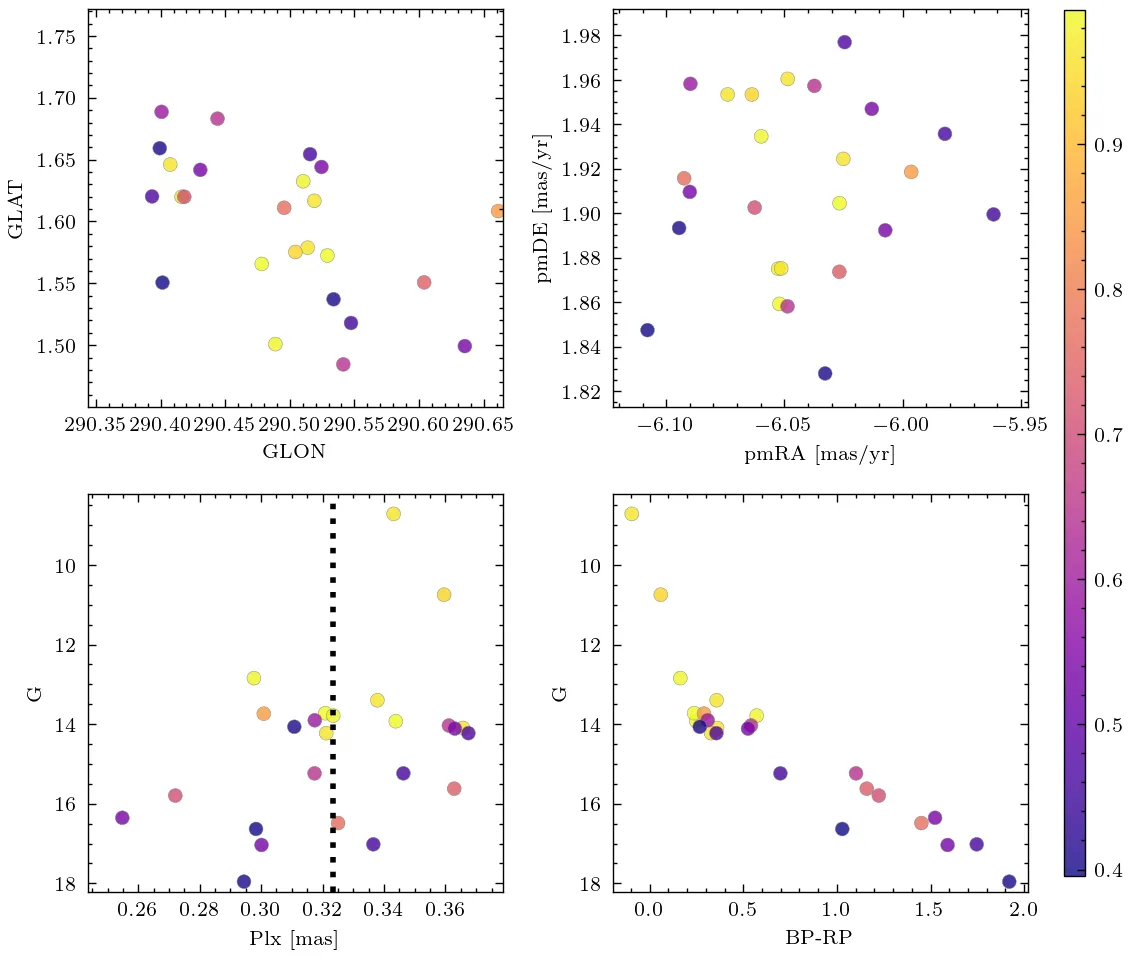 1.75
1.70
1.65
1.60
1.55
1.50
GLAT
290.35 290.40 290.45 290.50 290.55 290.60 290.65
GLON
1.98
1.96
1.94
1.92
1.90
1.88
1.86
1.84
1.82
pmDE [mas/yr]
−6.10 −6.05 −6.00 −5.95
pmRA [mas/yr]
10
12
14
16
18
G
0.26 0.28 0.30 0.32 0.34 0.36
Plx [mas]
10
12
14
16
18
G
0.0 0.5 1.0 1.5 2.0
BP-RP
0.9
0.8
0.7
0.6
0.5
0.4